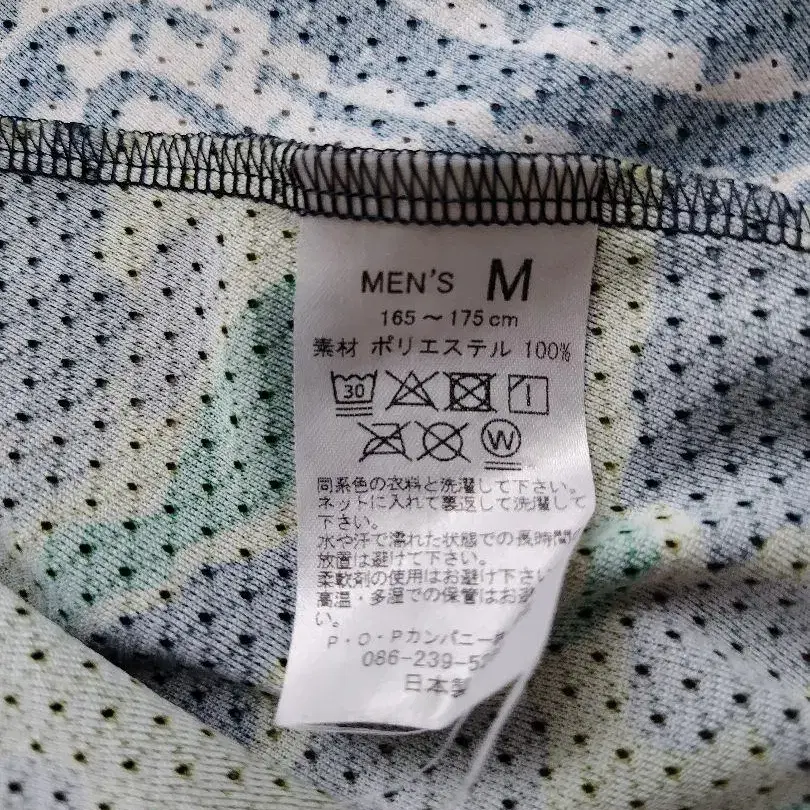 MEN'S M
165～175cm
素材 ポリエステル 100%
30
W
同系色の衣料と洗濯して下さい。
ネットに入れて裏返して洗濯して
下さい。
水や汗で濡れた状態での長時間
放置は避けて下さい。
柔軟剤の使用はお避け下さい
高温・多湿での保管はお避
い。
P・O・Pカンパニー
086-239-5
日本製